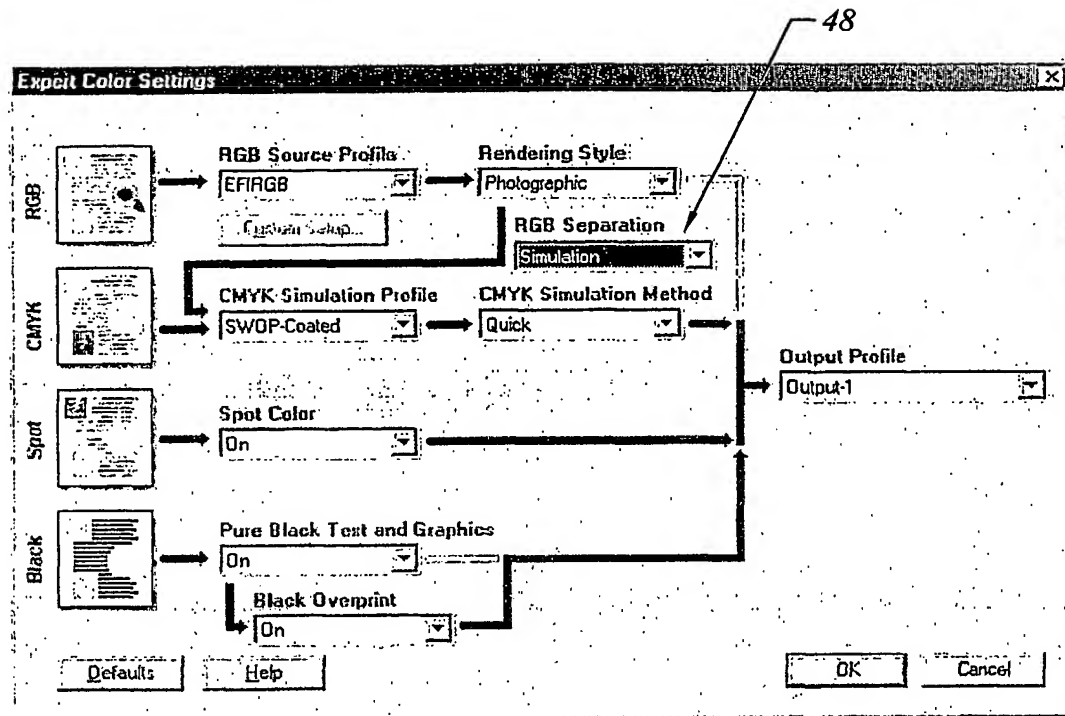 48
Expert Color Settings
RGB
RGB Source Profile
EFIRGB
Rendering Style
Photographic
Custom Setup...
RGB Separation
Simulation
CMYK
CMYK Simulation Profile
SWOP-Coated
CMYK Simulation Method
Quick
Output Profile
Output-1
Spot
Spot Color
On
Black
Pure Black Text and Graphics
On
Black Overprint
On
Defaults
Help
OK
Cancel